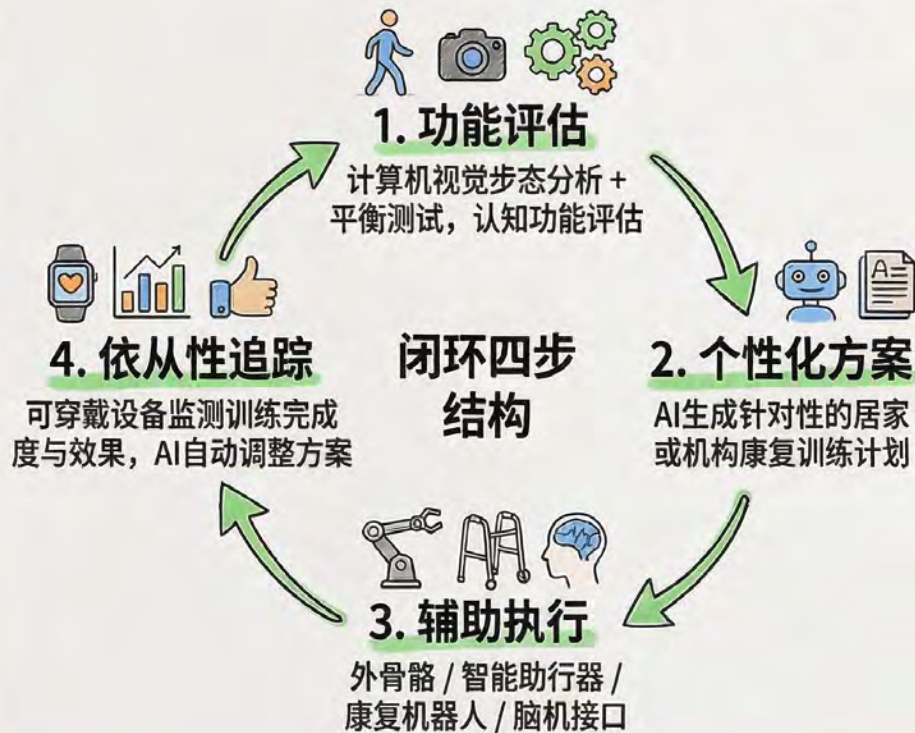 1. 功能评估
计算机视觉步态分析 +
平衡测试，认知功能评估
闭环四步
结构
2. 个性化方案
AI生成针对性的居家
或机构康复训练计划
3. 辅助执行
外骨骼 / 智能助行器 /
康复机器人 / 脑机接口
4. 依从性追踪
可穿戴设备监测训练完成
度与效果，AI自动调整方案
A